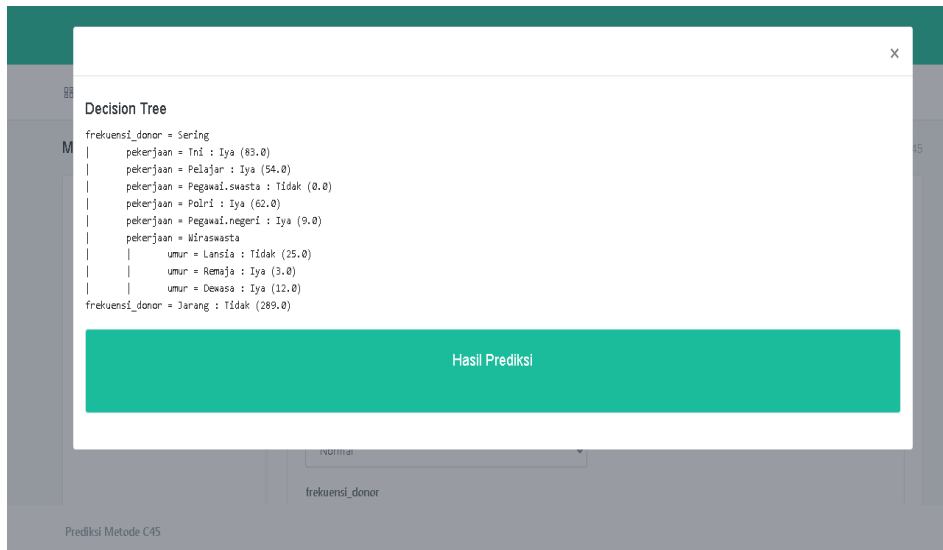 ×
M
45
Decision Tree
frekuensi_donor = Sering
| pekerjaan = Tni : Iya (83.0)
| pekerjaan = Pelajar : Iya (54.0)
| pekerjaan = Pegawai.swasta : Tidak (0.0)
| pekerjaan = Polri : Iya (62.0)
| pekerjaan = Pegawai.negeri : Iya (9.0)
| pekerjaan = Wiraswasta
| | umur = Lansia : Tidak (25.0)
| | umur = Remaja : Iya (3.0)
| | umur = Dewasa : Iya (12.0)
frekuensi_donor = Jarang : Tidak (289.0)
Hasil Prediksi
Normal
frekuensi_donor
Prediksi Metode C45